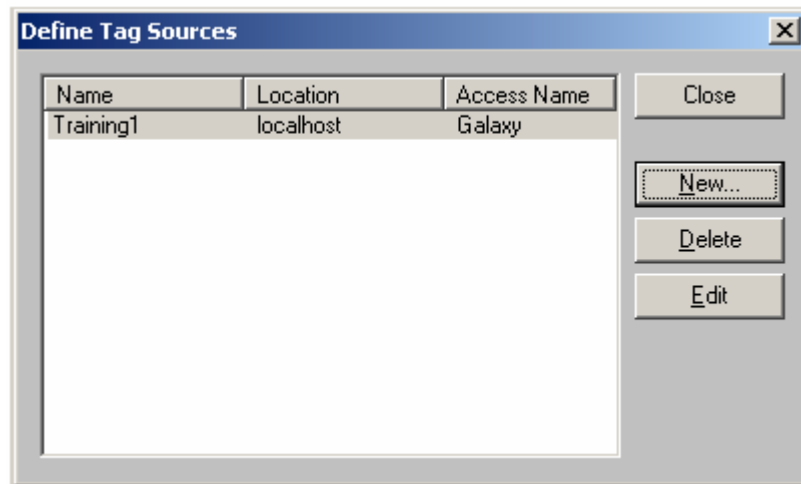 Define Tag Sources
Name Location Access Name
Training1 localhost Galaxy
Close
New...
Delete
Edit